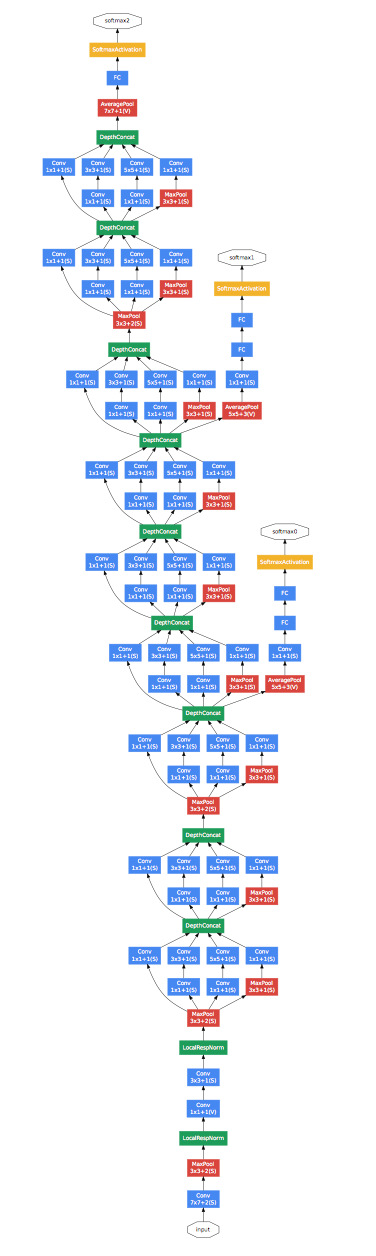 softmax2
SoftmaxActivation
FC
AveragePool
7x7+1(V)
DepthConcat
Conv Conv Conv Conv
1x1+1(S) 3x3+1(S) 5x5+1(S) 1x1+1(S)
Conv Conv MaxPool
1x1+1(S) 1x1+1(S) 3x3+1(S)
DepthConcat
Conv Conv Conv Conv
1x1+1(S) 3x3+1(S) 5x5+1(S) 1x1+1(S)
softmax1
Conv Conv MaxPool SoftmaxActivation
1x1+1(S) 1x1+1(S) 3x3+1(S)
MaxPool FC
3x3+2(S)
DepthConcat FC
Conv Conv Conv Conv Conv
1x1+1(S) 3x3+1(S) 5x5+1(S) 1x1+1(S) 1x1+1(S)
Conv Conv MaxPool AveragePool
1x1+1(S) 1x1+1(S) 3x3+1(S) 5x5+3(V)
DepthConcat
Conv Conv Conv Conv
1x1+1(S) 3x3+1(S) 5x5+1(S) 1x1+1(S)
Conv Conv MaxPool
1x1+1(S) 1x1+1(S) 3x3+1(S)
DepthConcat softmax0
Conv Conv Conv Conv SoftmaxActivation
1x1+1(S) 3x3+1(S) 5x5+1(S) 1x1+1(S)
Conv Conv MaxPool FC
1x1+1(S) 1x1+1(S) 3x3+1(S)
DepthConcat FC
Conv Conv Conv Conv Conv
1x1+1(S) 3x3+1(S) 5x5+1(S) 1x1+1(S) 1x1+1(S)
Conv Conv MaxPool AveragePool
1x1+1(S) 1x1+1(S) 3x3+1(S) 5x5+3(V)
DepthConcat
Conv Conv Conv Conv
1x1+1(S) 3x3+1(S) 5x5+1(S) 1x1+1(S)
Conv Conv MaxPool
1x1+1(S) 1x1+1(S) 3x3+1(S)
MaxPool
3x3+2(S)
DepthConcat
Conv Conv Conv Conv
1x1+1(S) 3x3+1(S) 5x5+1(S) 1x1+1(S)
Conv Conv MaxPool
1x1+1(S) 1x1+1(S) 3x3+1(S)
DepthConcat
Conv Conv Conv Conv
1x1+1(S) 3x3+1(S) 5x5+1(S) 1x1+1(S)
Conv Conv MaxPool
1x1+1(S) 1x1+1(S) 3x3+1(S)
MaxPool
3x3+2(S)
LocalRespNorm
Conv
3x3+1(S)
Conv
1x1+1(V)
LocalRespNorm
MaxPool
3x3+2(S)
Conv
7x7+2(S)
input